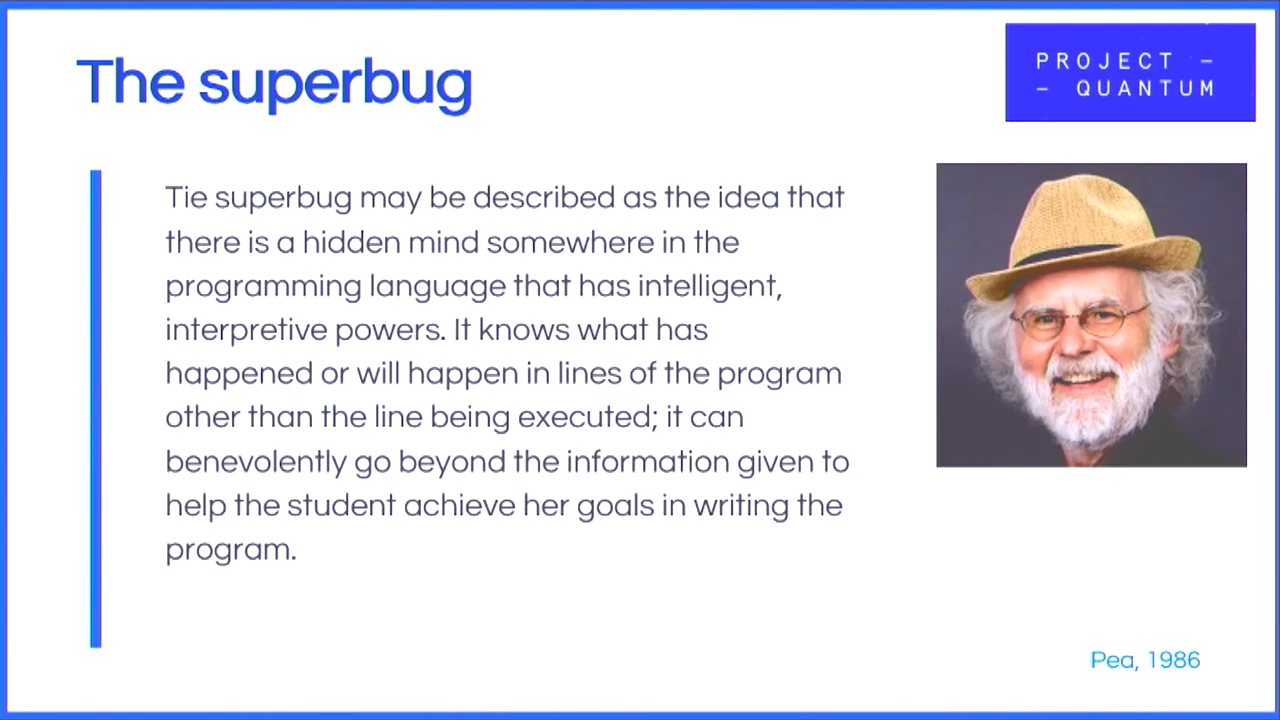 The superbug
PROJECT –
– QUANTUM
Tie superbug may be described as the idea that
there is a hidden mind somewhere in the
programming language that has intelligent,
interpretive powers. It knows what has
happened or will happen in lines of the program
other than the line being executed; it can
benevolently go beyond the information given to
help the student achieve her goals in writing the
program.
Pea, 1986